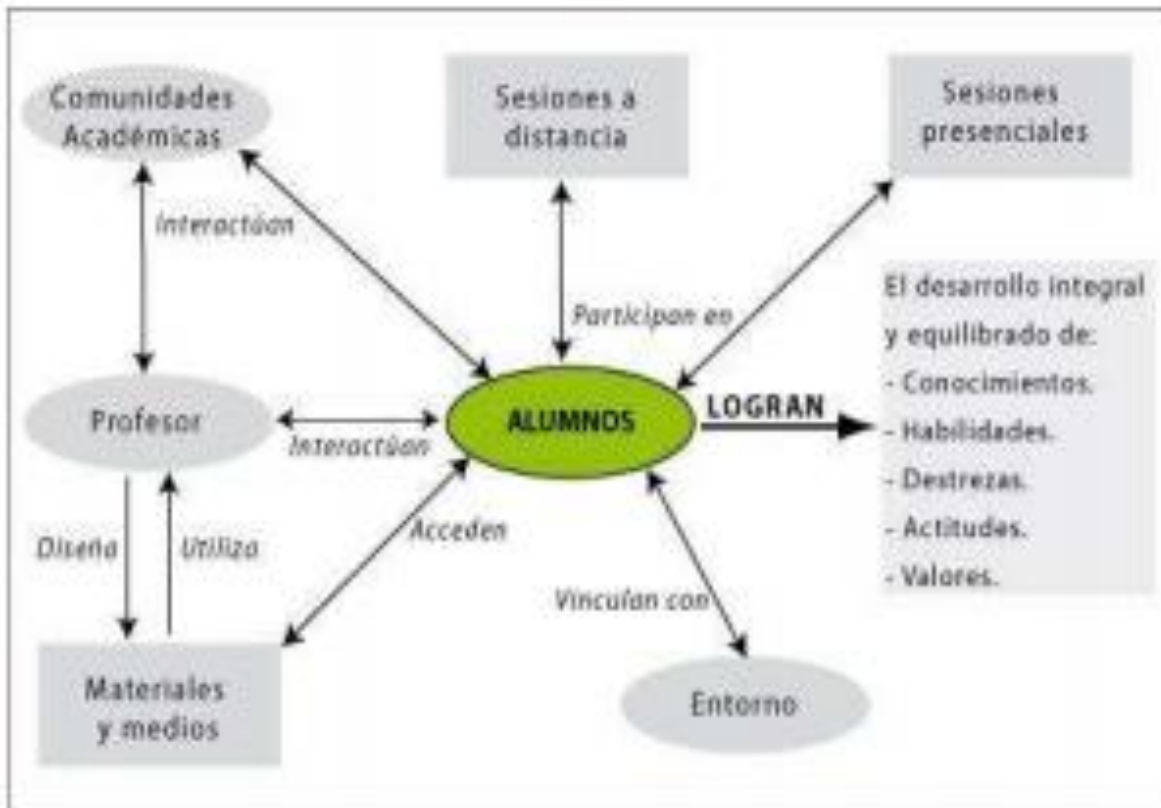 Comunidades
Académicas
Sesiones a
distancia
Sesiones
presenciales
Interactúan
Participan en
El desarrollo integral
y equilibrado de:
- Conocimientos.
- Habilidades.
- Destrezas.
- Actitudes.
- Valores.
Profesor
Interactúan
ALUMNOS
LOGRAN
Diseña
Utiliza
Acceden
Vinculan con
Materiales
y medios
Entorno